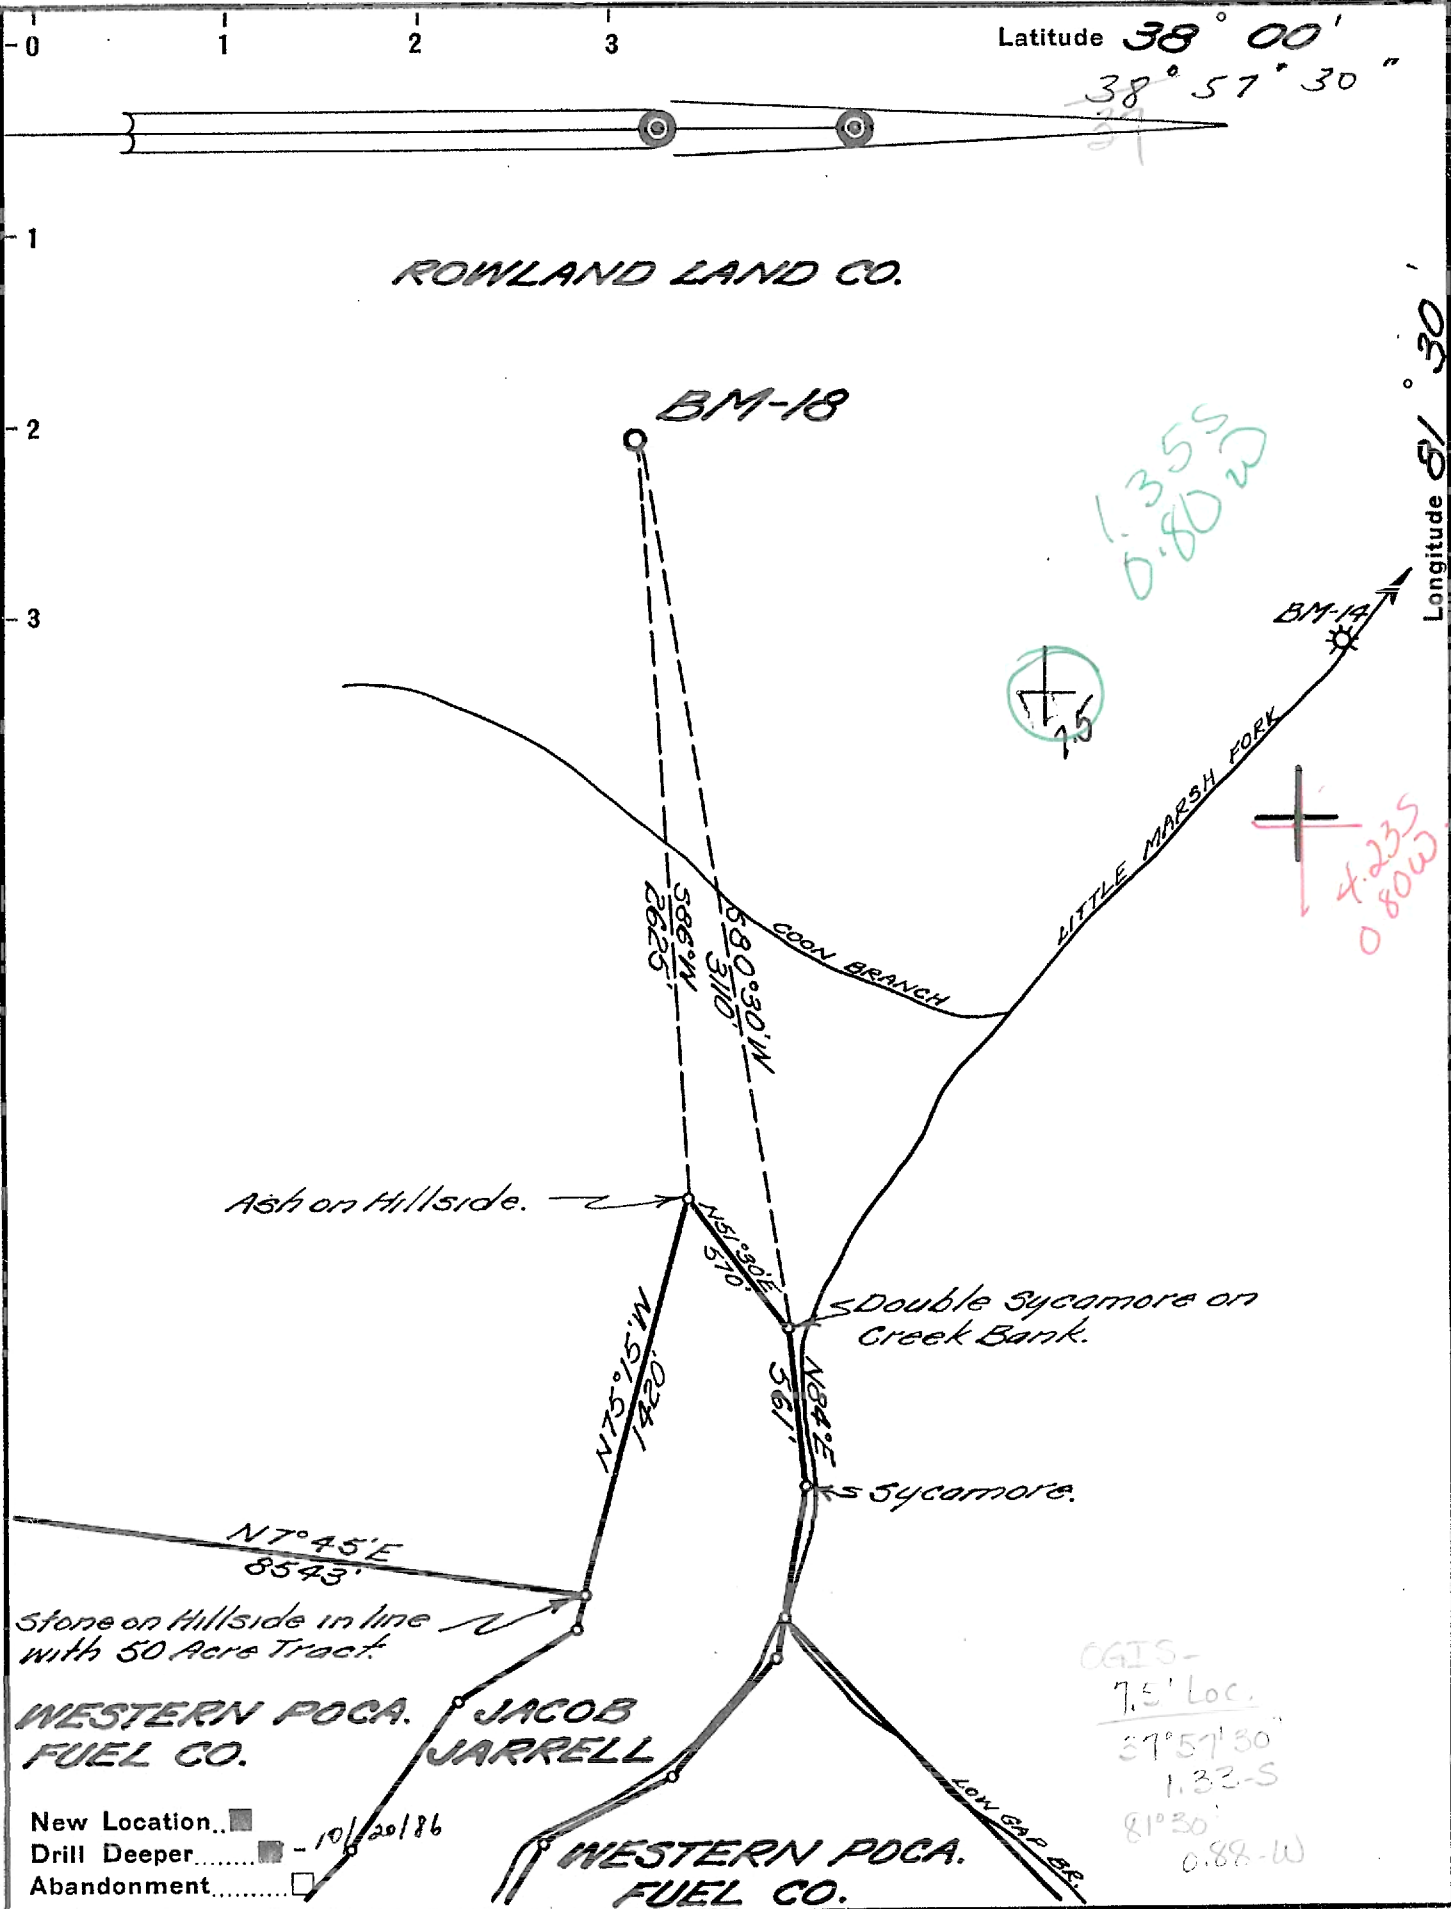 0 1 2 3
Latitude 38° 00'
38° 57' 30"
37
1
ROWLAND LAND CO.
Longitude 81° 30'
BM-18
2
1.35S
0.80W
3
BM-14
7.5
LITTLE MARSH FORK
4.23S
0.80W
S86°W
2625'
S80°30'W
3110'
COON BRANCH
Ash on Hillside.
N51°30'E
570'
Double Sycamore on
Creek Bank.
N75°15'W
1420'
N84°E
561'
Sycamore.
N7°45'E
8543'
Stone on Hillside in line
with 50 Acre Tract.
OGIS-
7.5' Loc.
37°57'30"
1.32-S
81°30'
0.88-W
WESTERN POCA.
FUEL CO.
JACOB
JARRELL
LOW GAP BR.
New Location..
Drill Deeper........ - 10/20/86
Abandonment..........
WESTERN POCA.
FUEL CO.